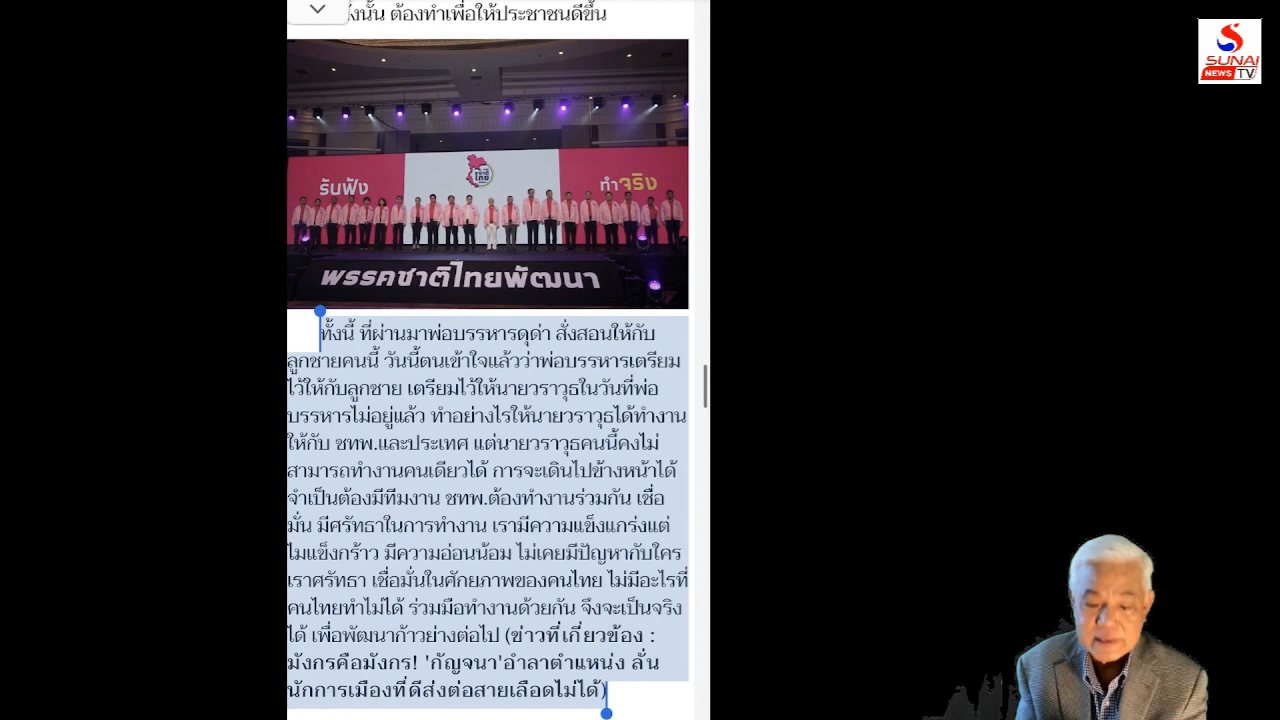 ั้งนั้น ต้องทำเพื่อให้ประชาชนดีขึ้น
SUNAI
NEWS TV
รับฟัง
ทำจริง
พรรคชาติไทยพัฒนา
ทั้งนี้ ที่ผ่านมาพ่อบรรหารดุด่า สั่งสอนให้กับ
ลูกชายคนนี้ วันนี้ตนเข้าใจแล้วว่าพ่อบรรหารเตรียม
ไว้ให้กับลูกชาย เตรียมไว้ให้นายวราวุธในวันที่พ่อ
บรรหารไม่อยู่แล้ว ทำอย่างไรให้นายวราวุธได้ทำงาน
ให้กับ ชทพ.และประเทศ แต่นายวราวุธคนนี้คงไม่
สามารถทำงานคนเดียวได้ การจะเดินไปข้างหน้าได้
จำเป็นต้องมีทีมงาน ชทพ.ต้องทำงานร่วมกัน เชื่อ
มั่น มีศรัทธาในการทำงาน เรามีความแข็งแกร่งแต่
ไมแข็งกร้าว มีความอ่อนน้อม ไม่เคยมีปัญหากับใคร
เราศรัทธา เชื่อมั่นในศักยภาพของคนไทย ไม่มีอะไรที่
คนไทยทำไม่ได้ ร่วมมือทำงานด้วยกัน จึงจะเป็นจริง
ได้ เพื่อพัฒนาก้าวย่างต่อไป (ข่าวที่เกี่ยวข้อง :
มังกรคือมังกร! 'กัญจนา'อำลาตำแหน่ง ลั่น
นักการเมืองที่ดีส่งต่อสายเลือดไม่ได้)